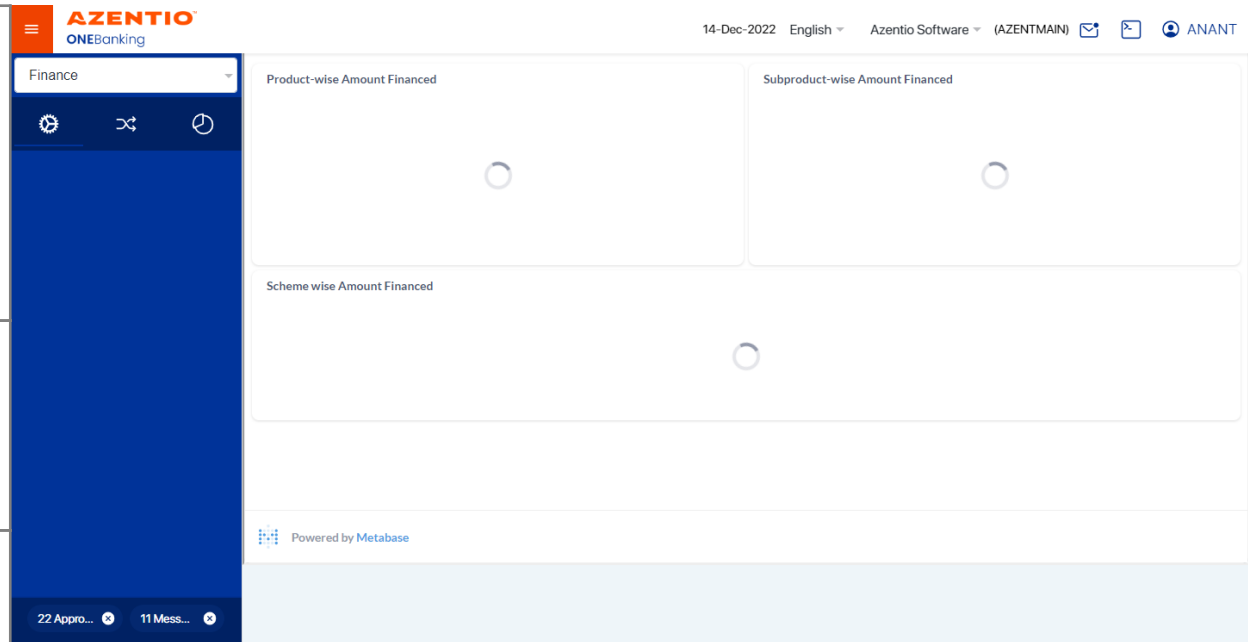 AZENTIO
ONEBanking
14-Dec-2022 English Azentio Software (AZENTMAIN) ANANT
Finance
Product-wise Amount Financed
Subproduct-wise Amount Financed
Scheme wise Amount Financed
Powered by Metabase
22 Appro... 11 Mess...